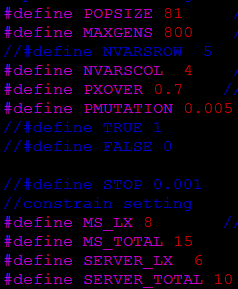 #define POPSIZE 81 /
#define MAXGENS 800 /
//#define NVARSROW 5
#define NVARSCOL 4 /
#define PXOVER 0.7 //
#define PMUTATION 0.005
//#define TRUE 1
//#define FALSE 0

//#define STOP 0.001
//constrain setting
#define MS_LX 8 //
#define MS_TOTAL 15
#define SERVER_LX 6
#define SERVER_TOTAL 10